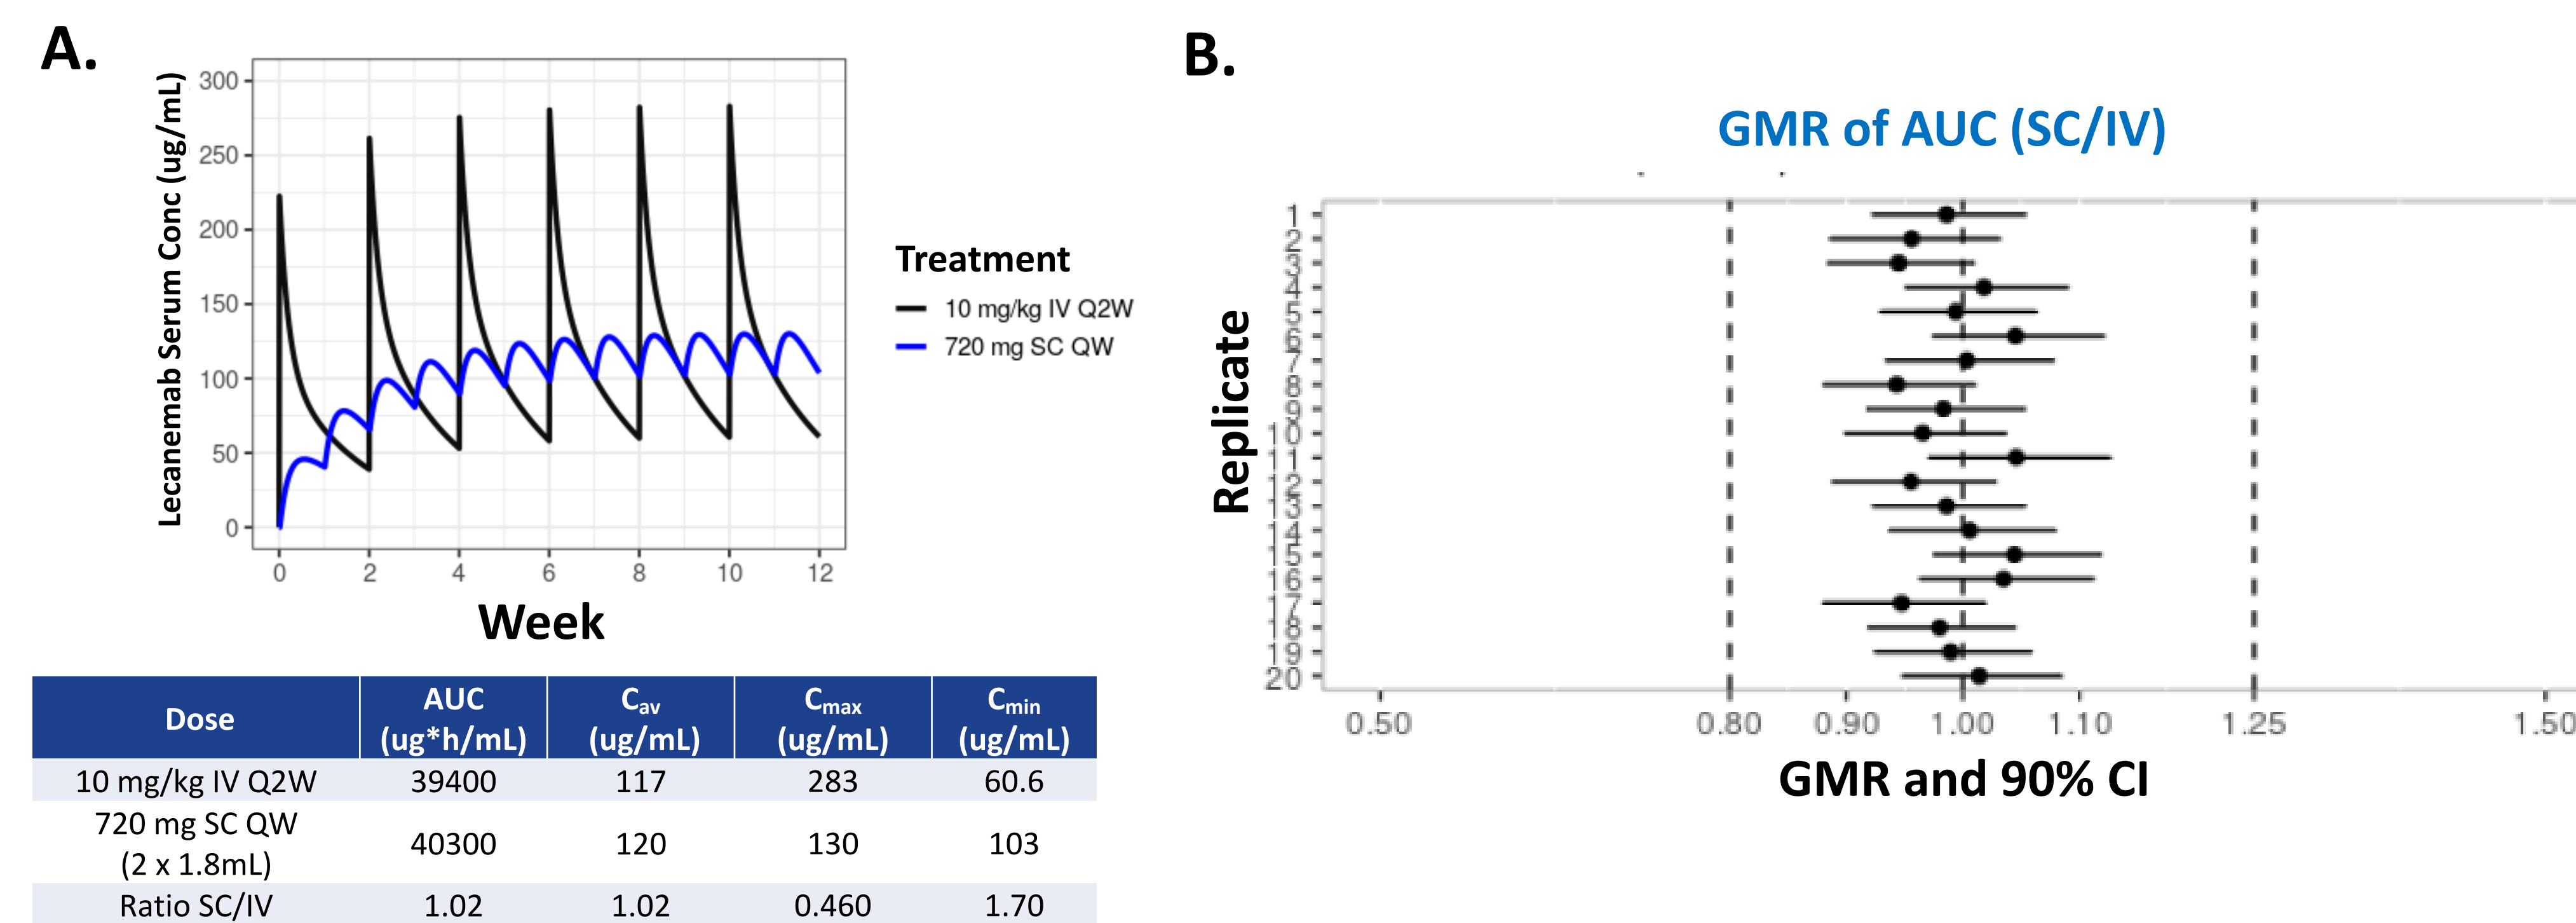 A.
Lecanemab Serum Conc (ug/mL)
300
250
200
150
100
50
0
0 2 4 6 8 10 12
Week
Treatment
10 mg/kg IV Q2W
720 mg SC QW
Dose AUC (ug*h/mL) Cav (ug/mL) Cmax (ug/mL) Cmin (ug/mL)
10 mg/kg IV Q2W 39400 117 283 60.6
720 mg SC QW
(2 x 1.8mL) 40300 120 130 103
Ratio SC/IV 1.02 1.02 0.460 1.70
B.
GMR of AUC (SC/IV)
Replicate
1
2
3
4
5
6
7
8
9
10
11
12
13
14
15
16
17
18
19
20
0.50 0.80 0.90 1.00 1.10 1.25 1.50
GMR and 90% CI